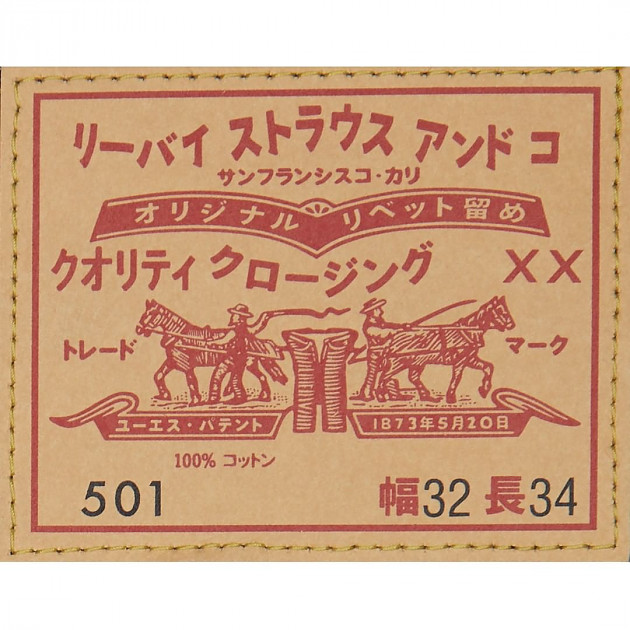 リーバイ ストラウス アンド コ
サンフランシスコ・カリ
オリジナル リベット留め
クオリティ クロージング XX
トレード マーク
ユーエス・パテント 1873年5月20日
100% コットン
501 幅32 長34